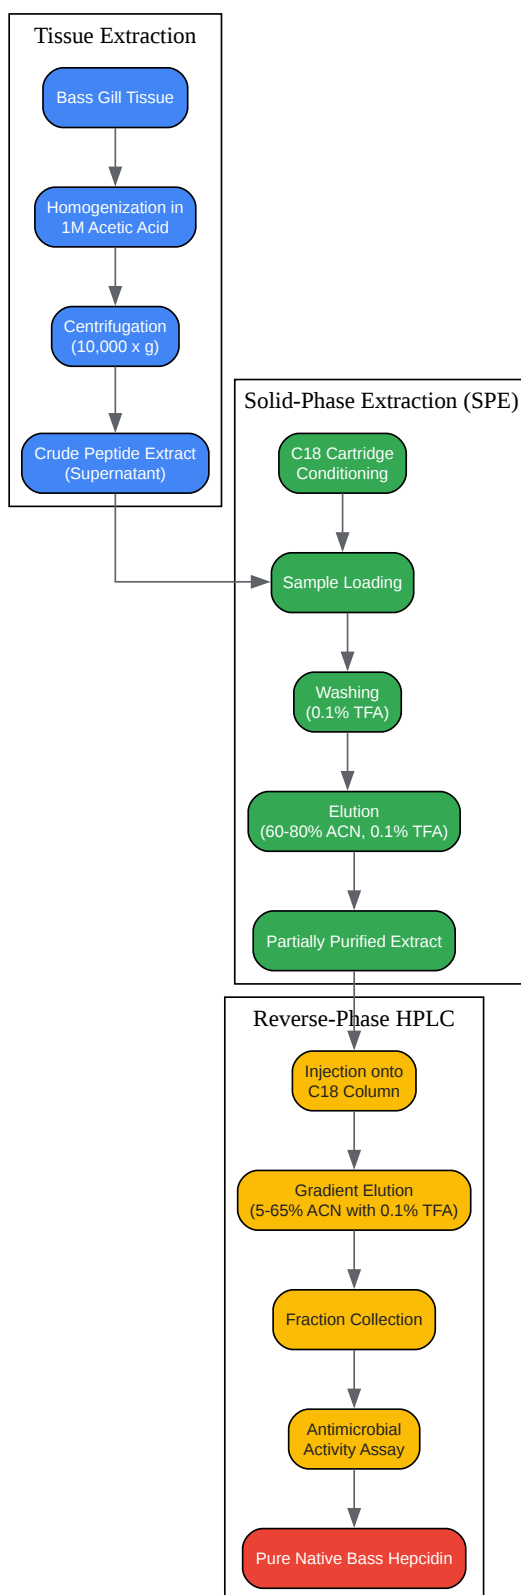 Tissue Extraction
Bass Gill Tissue
Homogenization in
1M Acetic Acid
Centrifugation
(10,000 x g)
Crude Peptide Extract
(Supernatant)
Solid-Phase Extraction (SPE)
C18 Cartridge
Conditioning
Sample Loading
Washing
(0.1% TFA)
Elution
(60-80% ACN, 0.1% TFA)
Partially Purified Extract
Reverse-Phase HPLC
Injection onto
C18 Column
Gradient Elution
(5-65% ACN with 0.1% TFA)
Fraction Collection
Antimicrobial
Activity Assay
Pure Native Bass Hepcidin